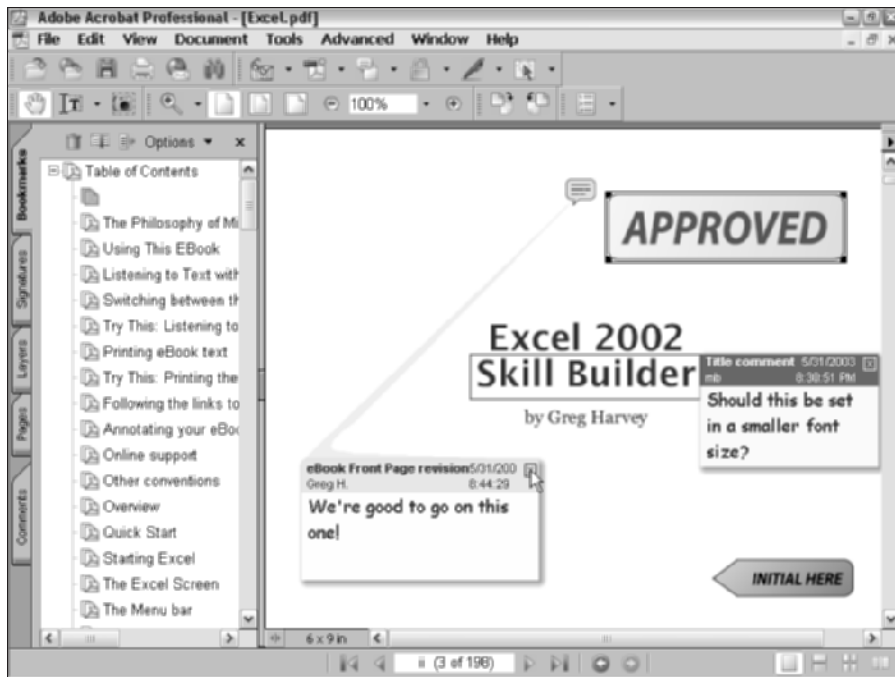 Adobe Acrobat Professional - [Excel.pdf]
File Edit View Document Tools Advanced Window Help
100%
Options
Bookmarks
Signatures
Layers
Pages
Comments
Table of Contents
The Philosophy of Mi
Using This EBook
Listening to Text with
Switching between th
Try This: Listening to
Printing eBook text
Try This: Printing the
Following the links to
Annotating your eBoo
Online support
Other conventions
Overview
Quick Start
Starting Excel
The Excel Screen
The Menu bar
APPROVED
Excel 2002
Skill Builder
by Greg Harvey
Title comment 5/31/2003
mb 8:30:51 PM
Should this be set
in a smaller font
size?
eBook Front Page revision 5/31/200
Greg H. 8:44:29
We're good to go on this
one!
INITIAL HERE
6 x 9 in
ii (3 of 198)